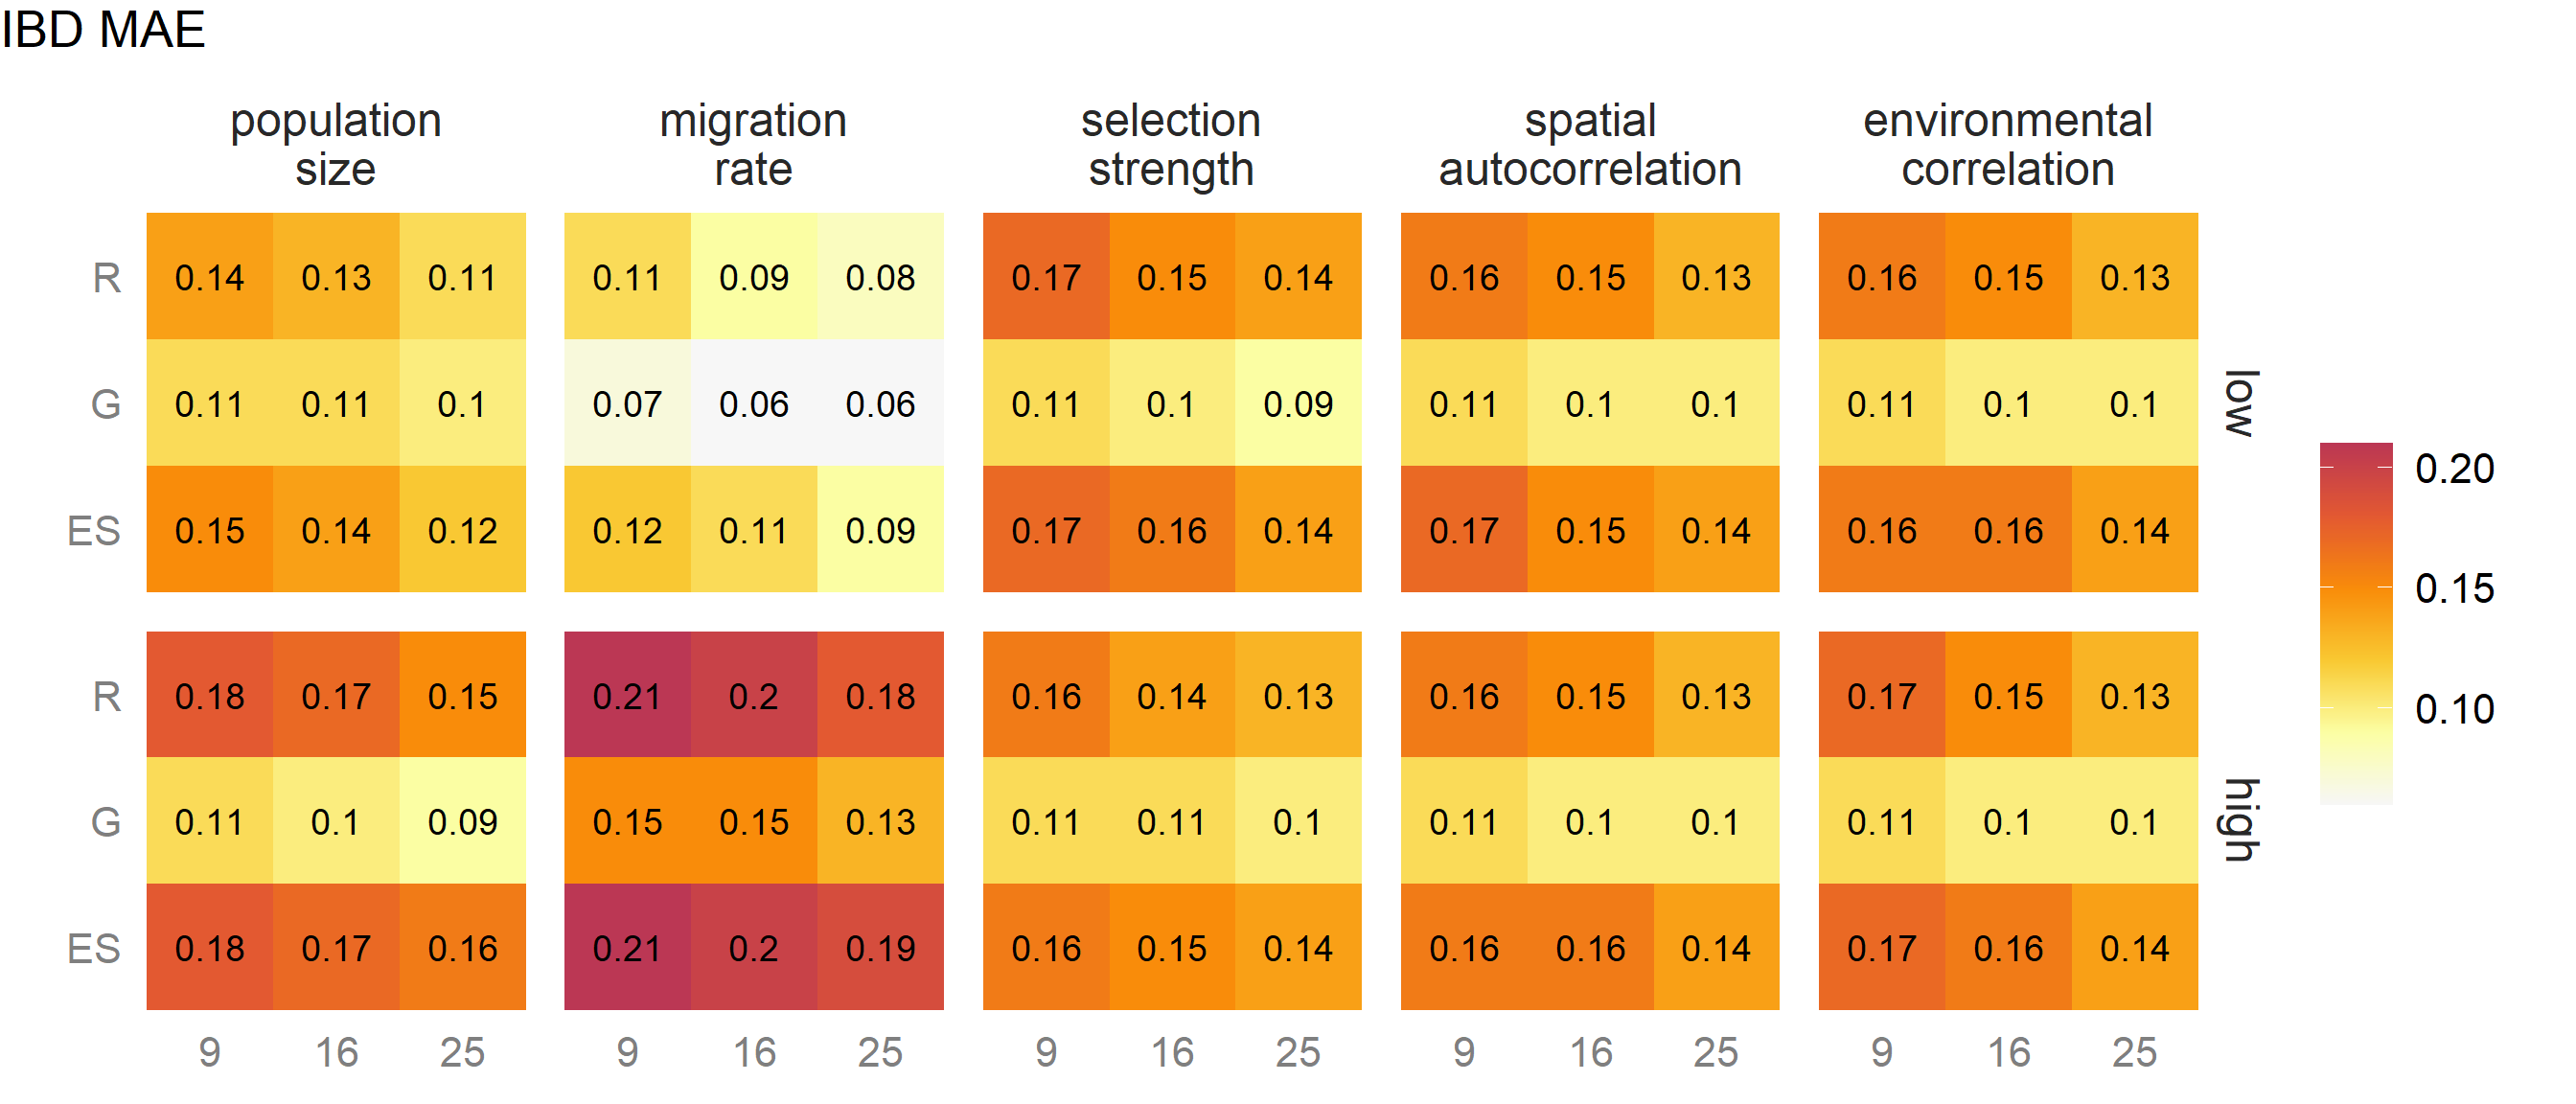 IBD MAE
population migration selection spatial environmental
size rate strength autocorrelation correlation
R 0.14 0.13 0.11 0.11 0.09 0.08 0.17 0.15 0.14 0.16 0.15 0.13 0.16 0.15 0.13
G 0.11 0.11 0.1 0.07 0.06 0.06 0.11 0.1 0.09 0.11 0.1 0.1 0.11 0.1 0.1
low
ES 0.15 0.14 0.12 0.12 0.11 0.09 0.17 0.16 0.14 0.17 0.15 0.14 0.16 0.16 0.14
R 0.18 0.17 0.15 0.21 0.2 0.18 0.16 0.14 0.13 0.16 0.15 0.13 0.17 0.15 0.13
G 0.11 0.1 0.09 0.15 0.15 0.13 0.11 0.11 0.1 0.11 0.1 0.1 0.11 0.1 0.1
high
ES 0.18 0.17 0.16 0.21 0.2 0.19 0.16 0.15 0.14 0.16 0.16 0.14 0.17 0.16 0.14
9 16 25 9 16 25 9 16 25 9 16 25 9 16 25
0.20
0.15
0.10